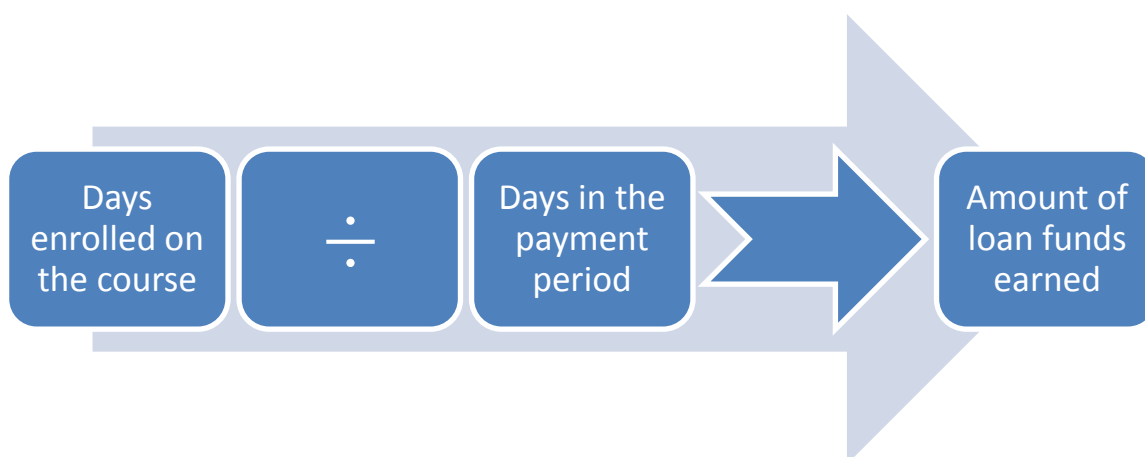 Days
enrolled on
the course
÷
Days in the
payment
period
Amount of
loan funds
earned